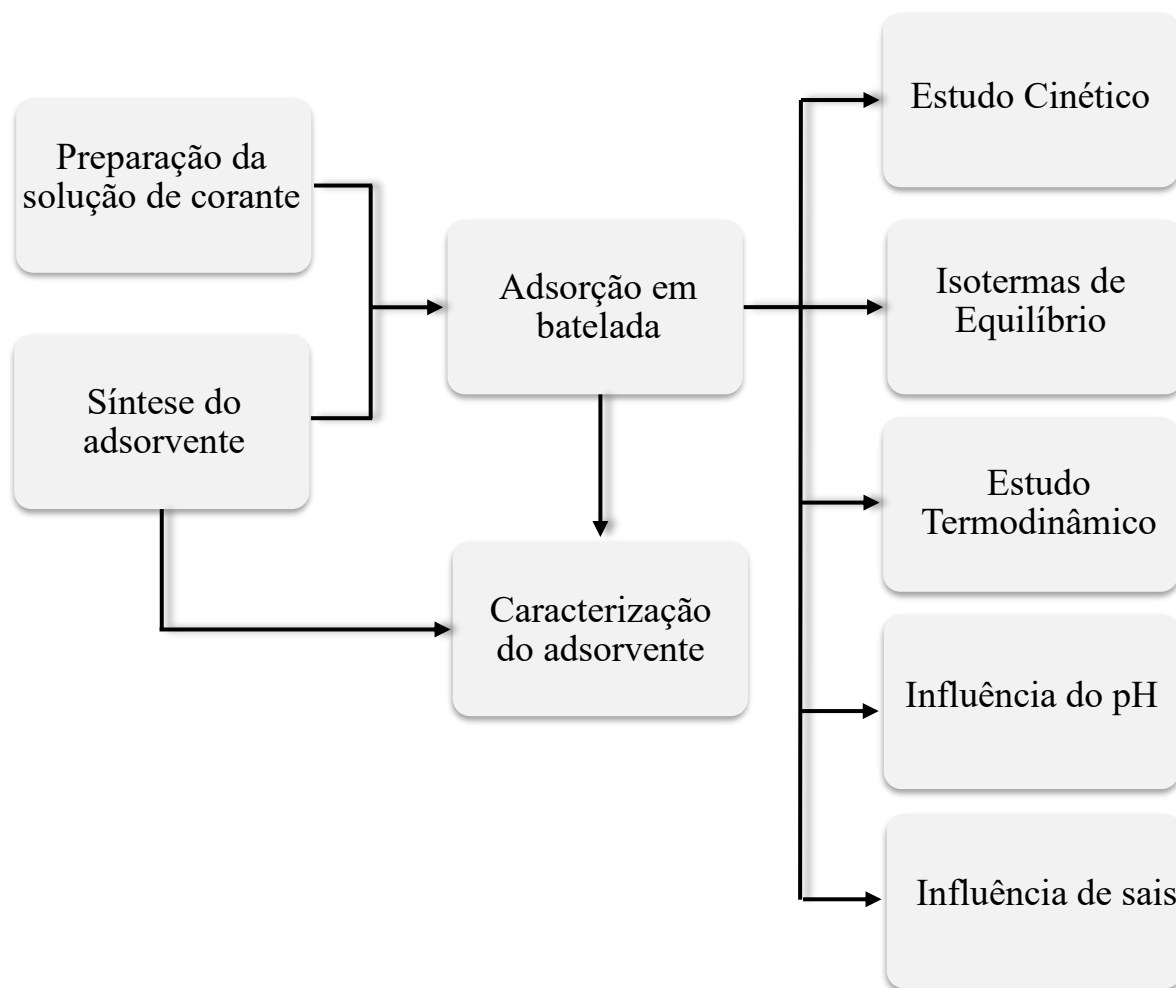 Preparação da
solução de corante
Síntese do
adsorvente
Adsorção em
batelada
Caracterização
do adsorvente
Estudo Cinético
Isotermas de
Equilíbrio
Estudo
Termodinâmico
Influência do pH
Influência de sais